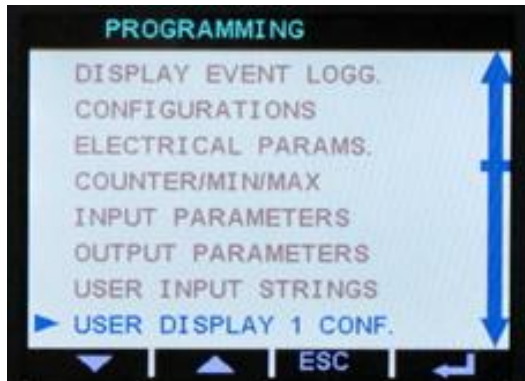 PROGRAMMING
DISPLAY EVENT LOGG.
CONFIGURATIONS
ELECTRICAL PARAMS.
COUNTER/MIN/MAX
INPUT PARAMETERS
OUTPUT PARAMETERS
USER INPUT STRINGS
USER DISPLAY 1 CONF.
ESC